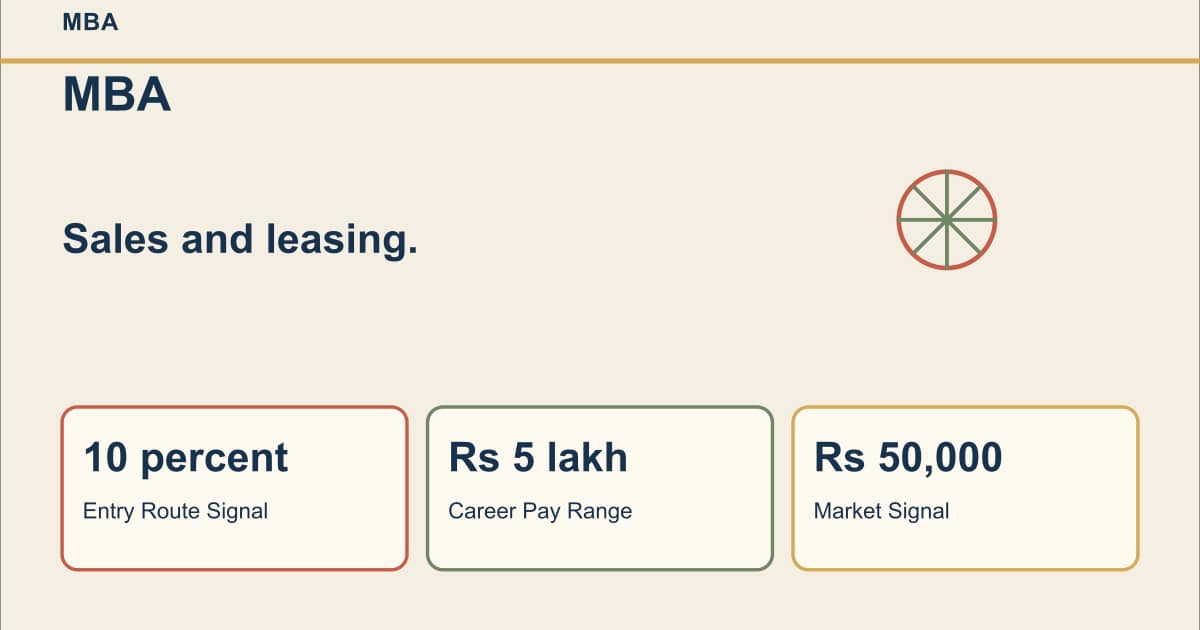 MBA
MBA
Sales and leasing.
10 percent
Entry Route Signal
Rs 5 lakh
Career Pay Range
Rs 50,000
Market Signal